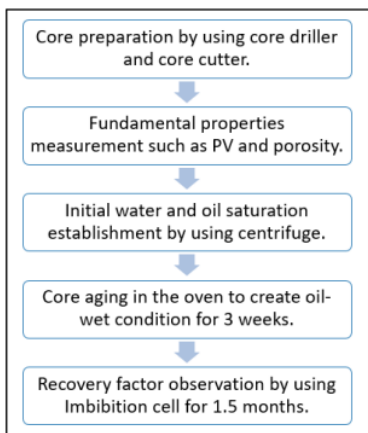 Core preparation by using core driller
and core cutter.
Fundamental properties
measurement such as PV and porosity.
Initial water and oil saturation
establishment by using centrifuge.
Core aging in the oven to create oil-
wet condition for 3 weeks.
Recovery factor observation by using
Imbibition cell for 1.5 months.